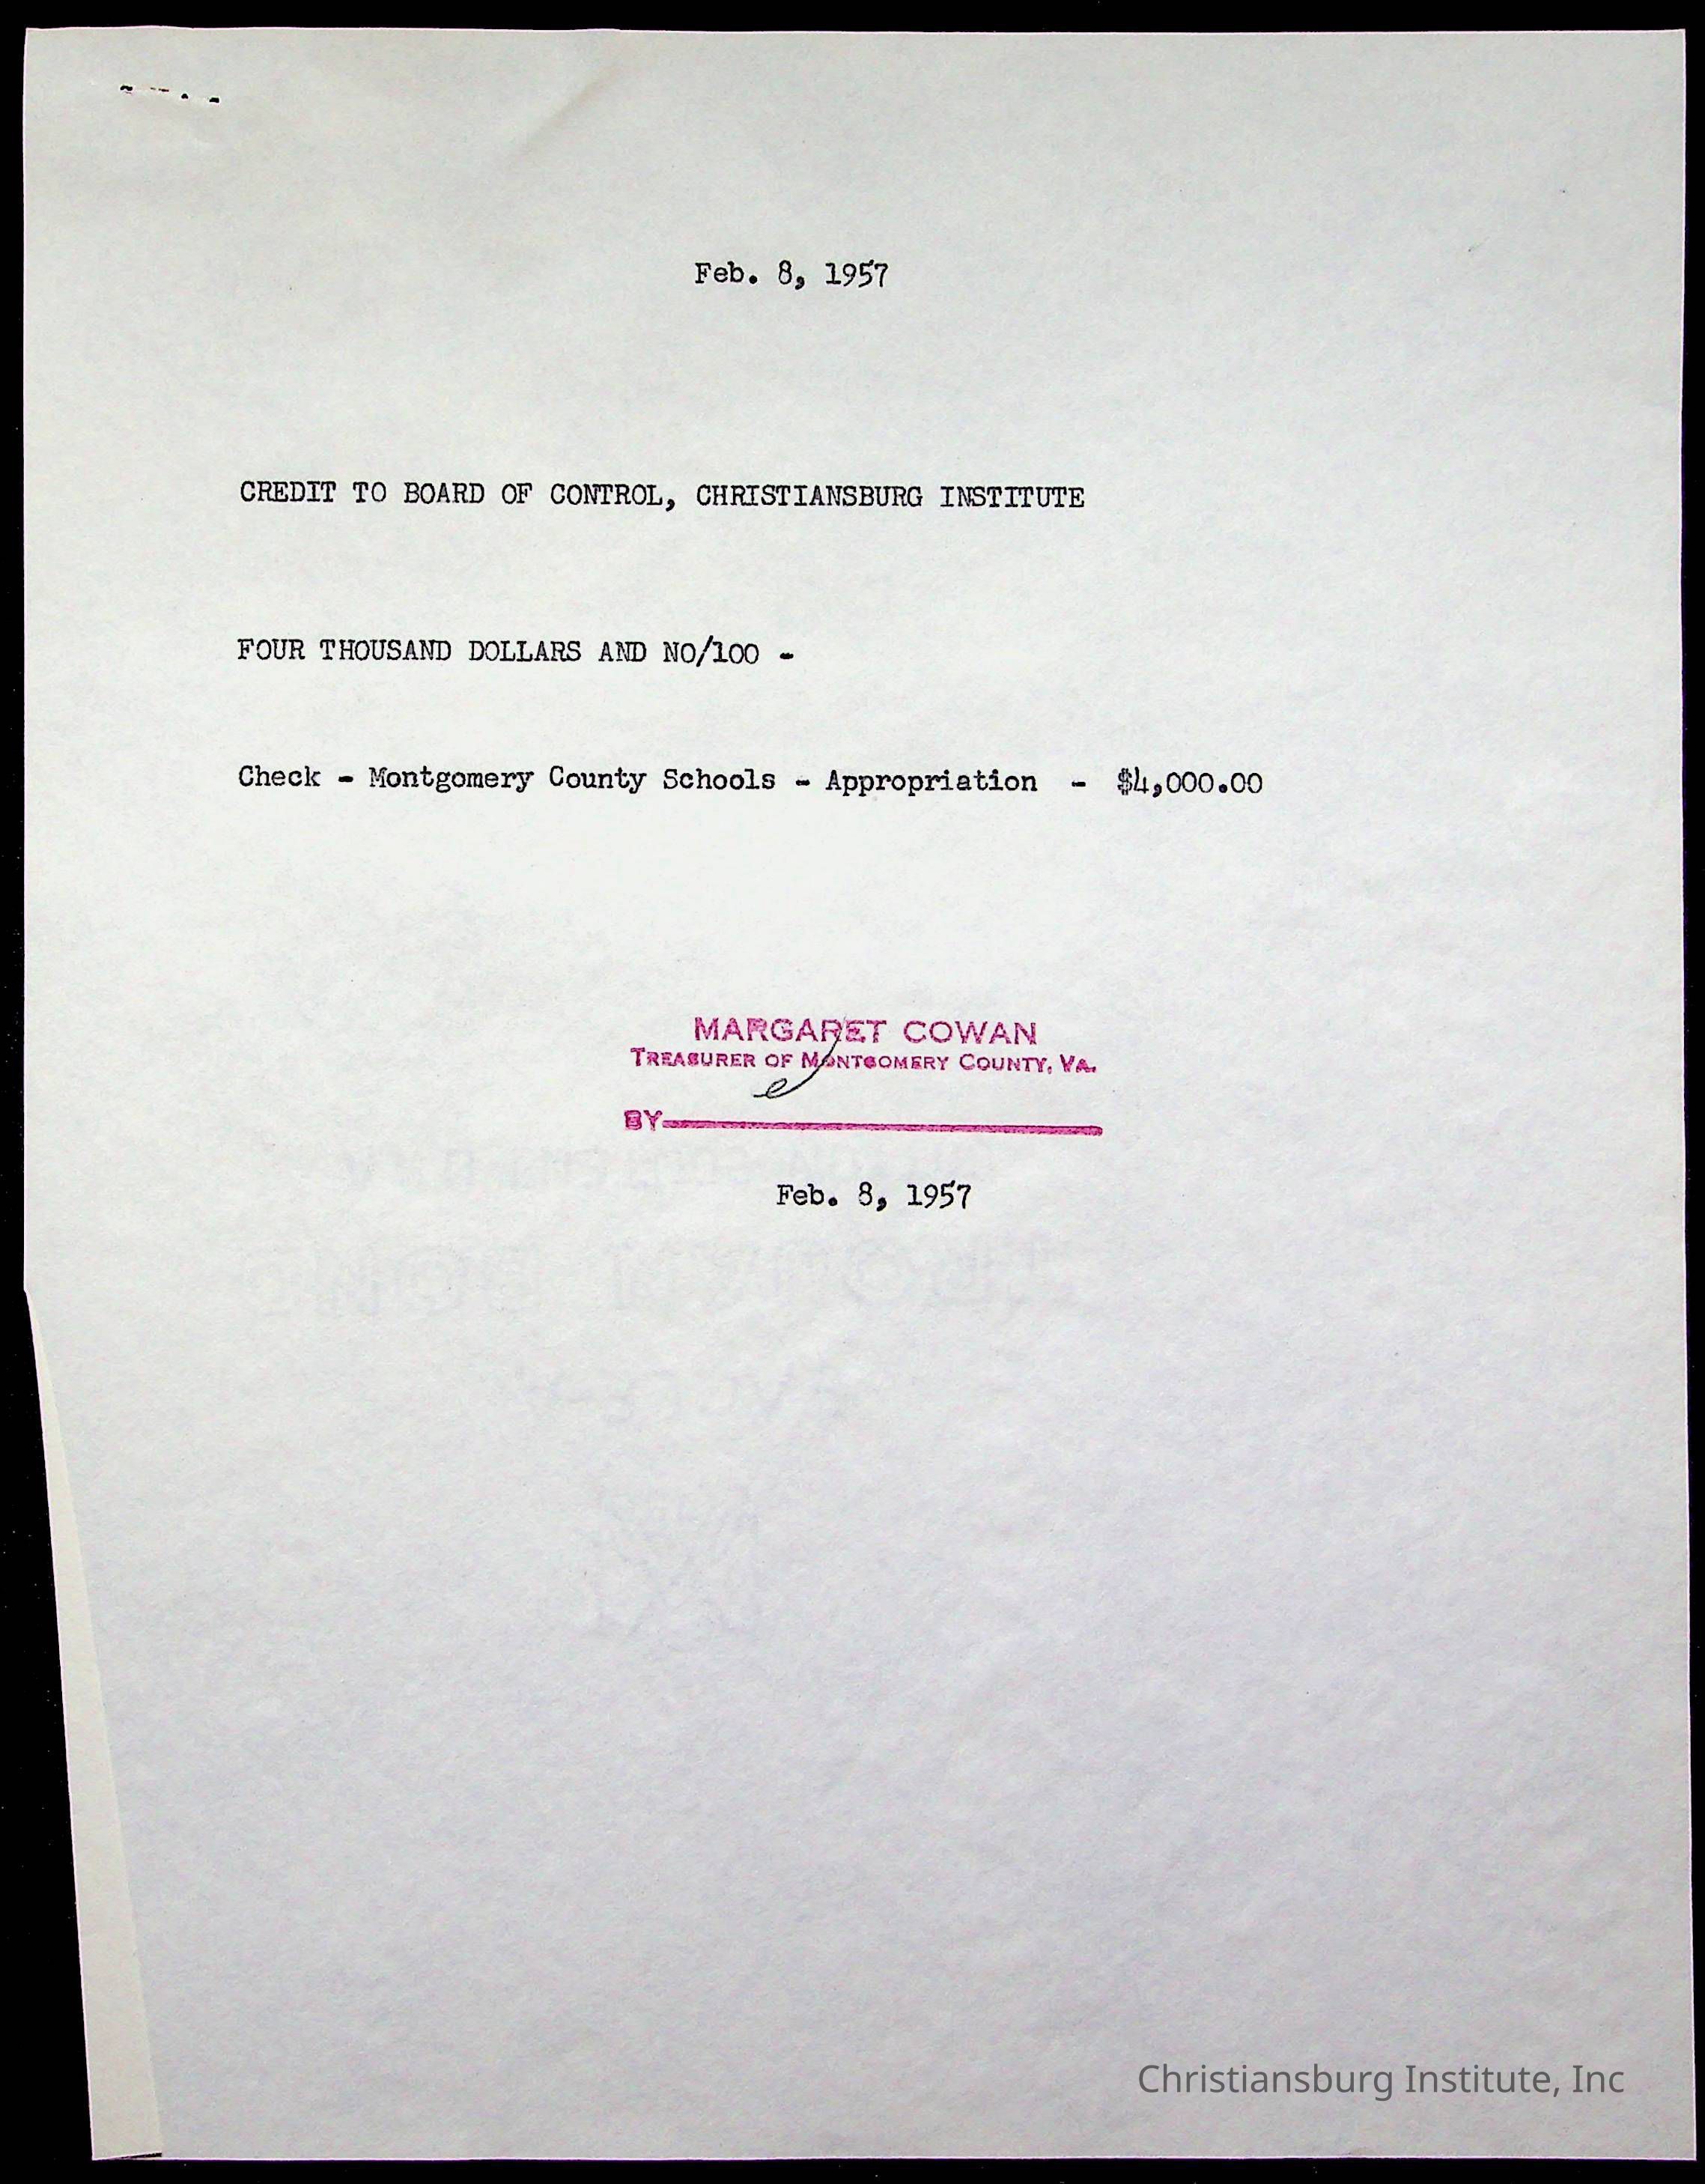 Feb. 8, 1957
CREDIT TO BOARD OF CONTROL, CHRISTIANSBURG INSTITUTE
FOUR THOUSAND DOLLARS AND NO/100 -
Check - Montgomery County Schools - Appropriation - $4,000.00
MARGARET COWAN
TREASURER OF MONTGOMERY COUNTY, VA.
BY
Feb. 8, 1957
Christiansburg Institute, Inc